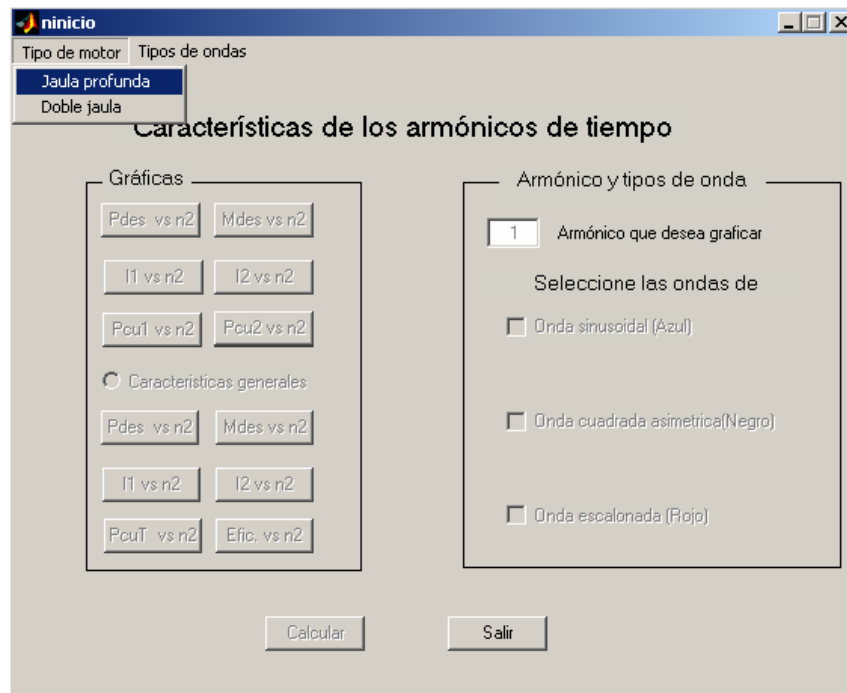 ninicio
Tipo de motor Tipos de ondas
Jaula profunda
Doble jaula
Características de los armónicos de tiempo
Gráficas
Pdes vs n2 Mdes vs n2
I1 vs n2 I2 vs n2
Pcu1 vs n2 Pcu2 vs n2
Caracteristicas generales
Pdes vs n2 Mdes vs n2
I1 vs n2 I2 vs n2
PcuT vs n2 Efic. vs n2
Armónico y tipos de onda
1 Armónico que desea graficar
Seleccione las ondas de
Onda sinusoidal (Azul)
Onda cuadrada asimetrica(Negro)
Onda escalonada (Rojo)
Calcular Salir